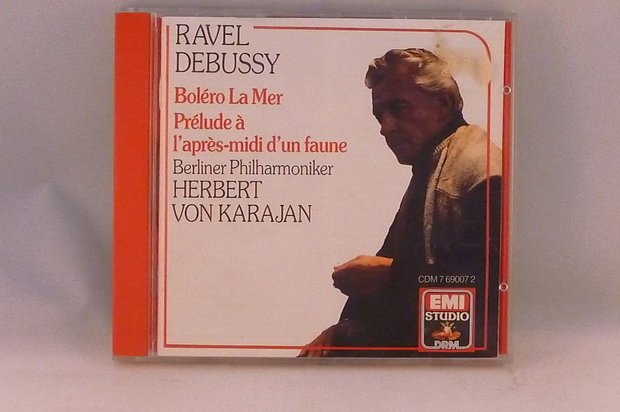 RAVEL
DEBUSSY
Boléro La Mer
Prélude à
l'après-midi d'un faune
Berliner Philharmoniker
HERBERT
VON KARAJAN
CDM 7 69007 2
EMI
STUDIO
DRM